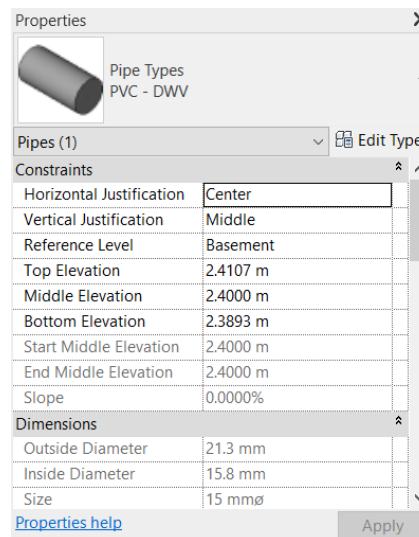 Properties
Pipe Types
PVC - DWV
Pipes (1) Edit Type
Constraints
Horizontal Justification Center
Vertical Justification Middle
Reference Level Basement
Top Elevation 2.4107 m
Middle Elevation 2.4000 m
Bottom Elevation 2.3893 m
Start Middle Elevation 2.4000 m
End Middle Elevation 2.4000 m
Slope 0.0000%
Dimensions
Outside Diameter 21.3 mm
Inside Diameter 15.8 mm
Size 15 mmø
Properties help Apply